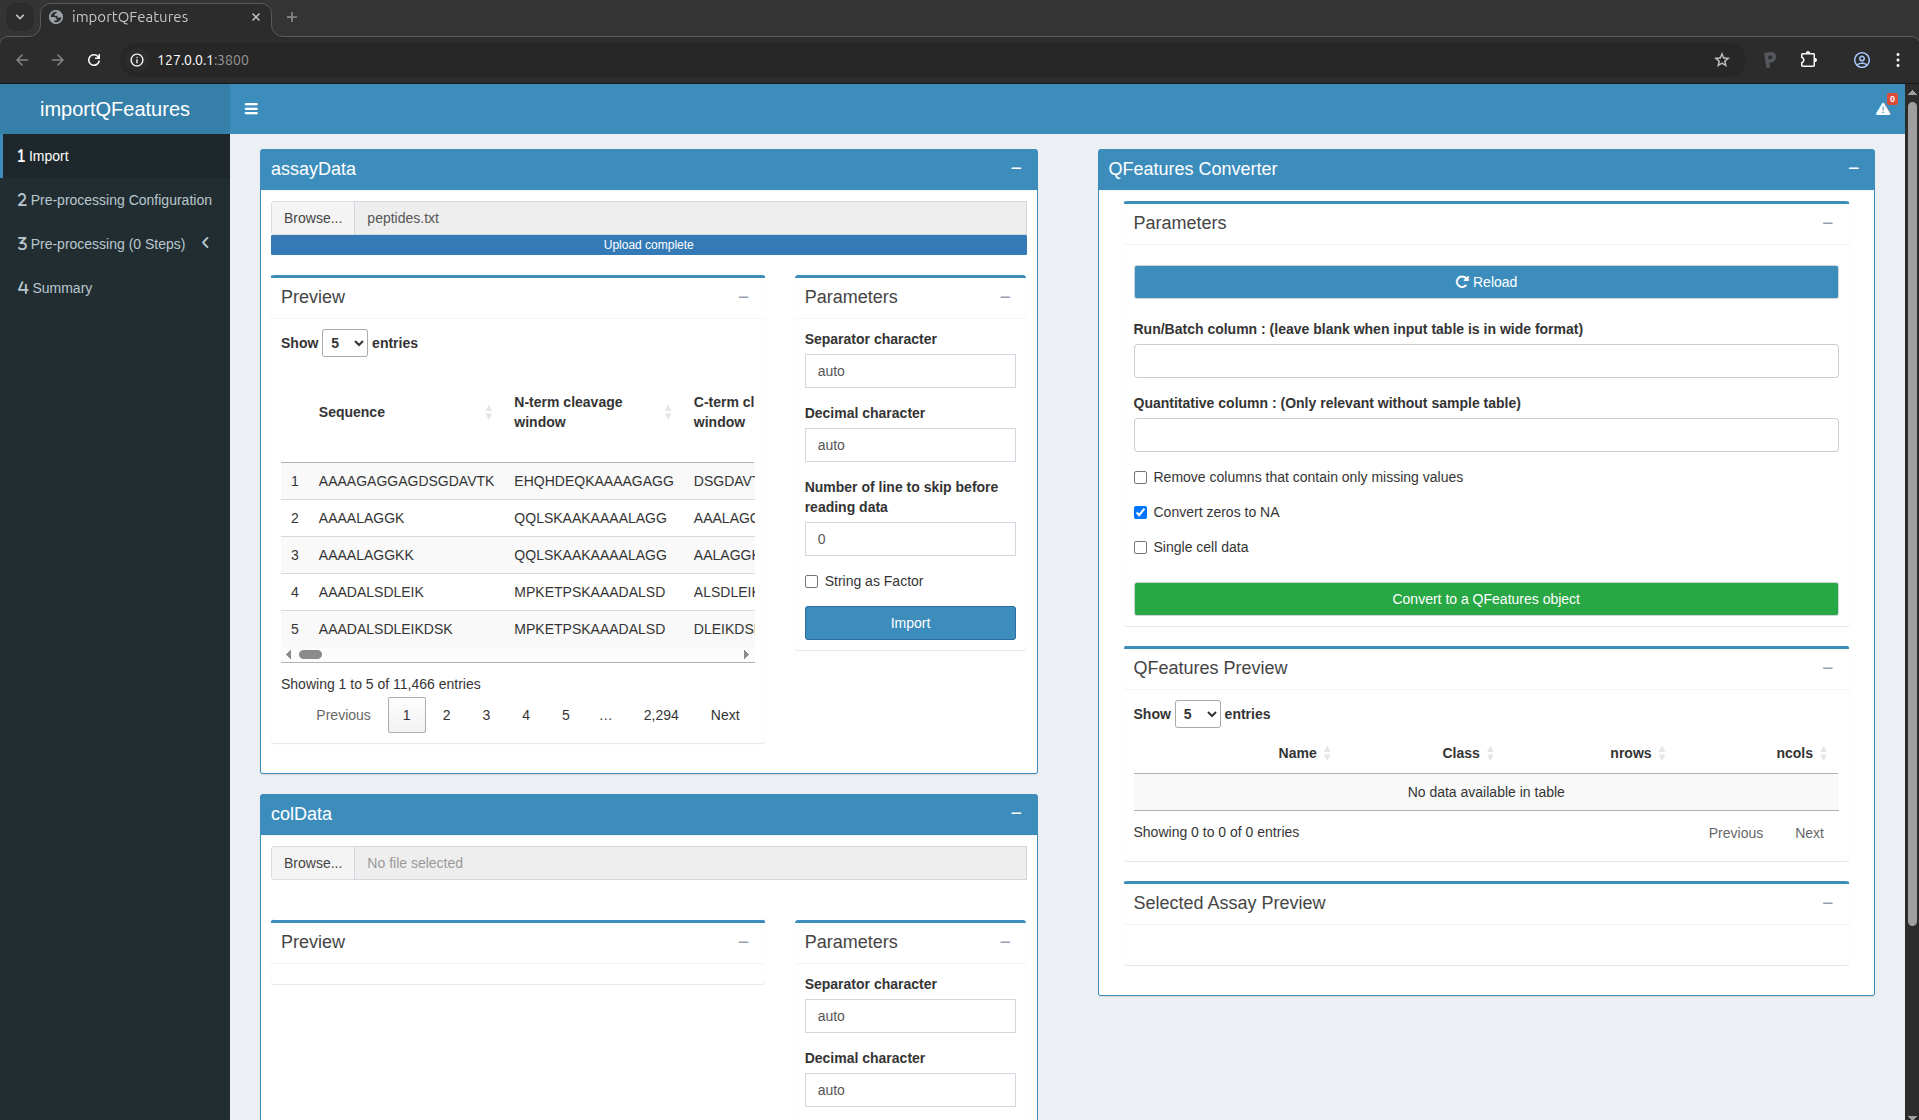 importQFeatures
127.0.0.1:3800
importQFeatures
0
1 Import
2 Pre-processing Configuration
3 Pre-processing (0 Steps)
4 Summary
assayData
Browse... peptides.txt
Upload complete
Preview
Show 5 entries
Sequence N-term cleavage window C-term cl window
1 AAAAGAGGAGDSGDAVTK EHQHDEQKAAAAGAGG DSGDAV
2 AAAALAGGK QQLSKAAKAAAALAGG AAALAG
3 AAAALAGGKK QQLSKAAKAAAALAGG AALAGG
4 AAADALSDLEIK MPKETPSKAAADALSD ALSDLEI
5 AAADALSDLEIKDSK MPKETPSKAAADALSD DLEIKDS
Showing 1 to 5 of 11,466 entries
Previous 1 2 3 4 5 … 2,294 Next
Parameters
Separator character
auto
Decimal character
auto
Number of line to skip before
reading data
0
String as Factor
Import
colData
Browse... No file selected
Preview
Parameters
Separator character
auto
Decimal character
auto
QFeatures Converter
Parameters
Reload
Run/Batch column : (leave blank when input table is in wide format)
Quantitative column : (Only relevant without sample table)
Remove columns that contain only missing values
Convert zeros to NA
Single cell data
Convert to a QFeatures object
QFeatures Preview
Show 5 entries
Name Class nrows ncols
No data available in table
Showing 0 to 0 of 0 entries
Previous Next
Selected Assay Preview